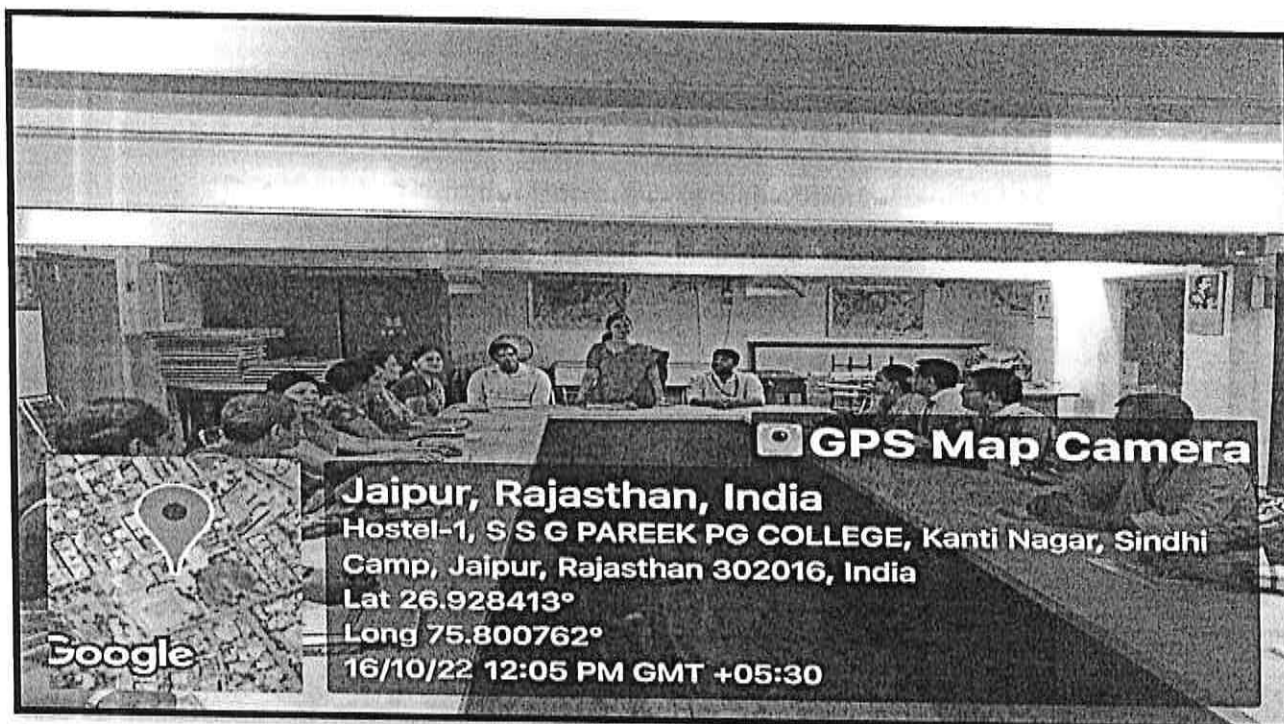 GPS Map Camera
Jaipur, Rajasthan, India
Hostel-1, S S G PAREEK PG COLLEGE, Kanti Nagar, Sindhi
Camp, Jaipur, Rajasthan 302016, India
Lat 26.928413°
Long 75.800762°
16/10/22 12:05 PM GMT +05:30
Google